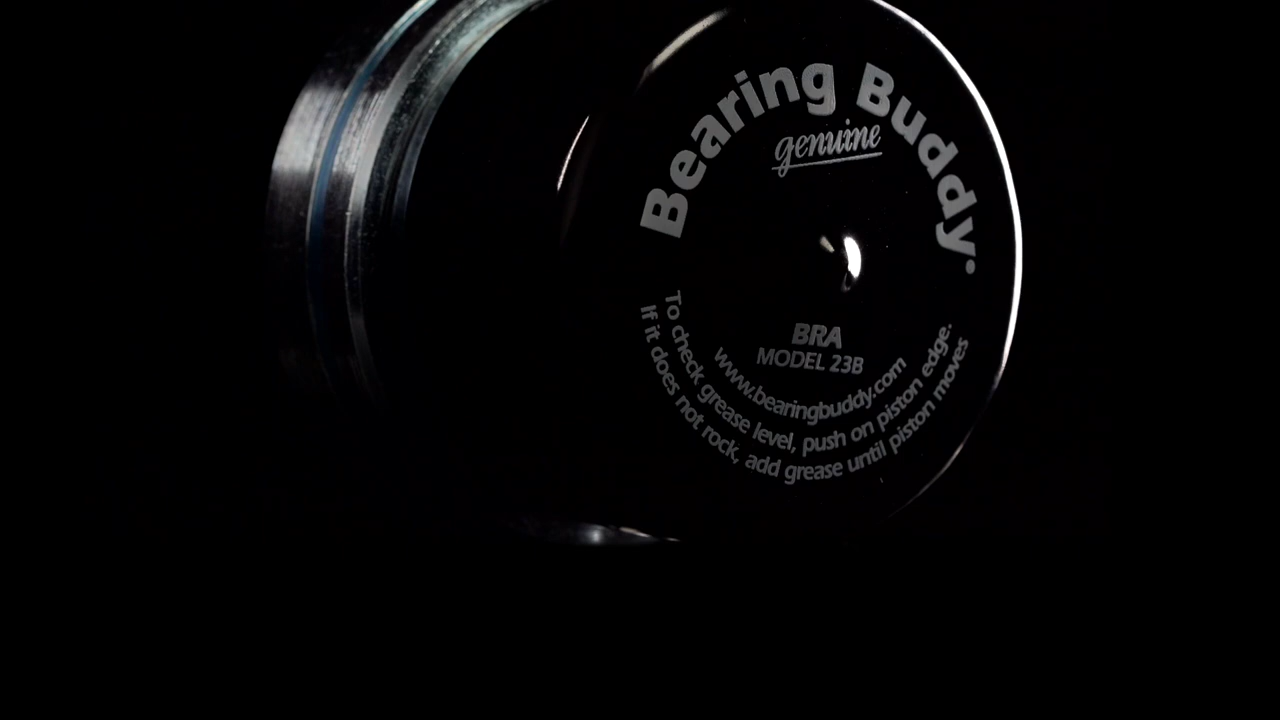 Bearing Buddy
genuine
BRA
MODEL 23B
www.bearingbuddy.com
To check grease level, push on piston edge.
If it does not rock, add grease until piston moves